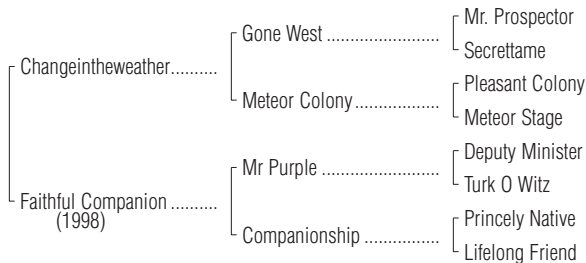 Mr. Prospector
Gone West ........................
Secrettame
Changeintheweather..........
Pleasant Colony
Meteor Colony ..................
Meteor Stage
Deputy Minister
Mr Purple .........................
Turk O Witz
Faithful Companion ..........
(1998)
Princely Native
Companionship ................
Lifelong Friend